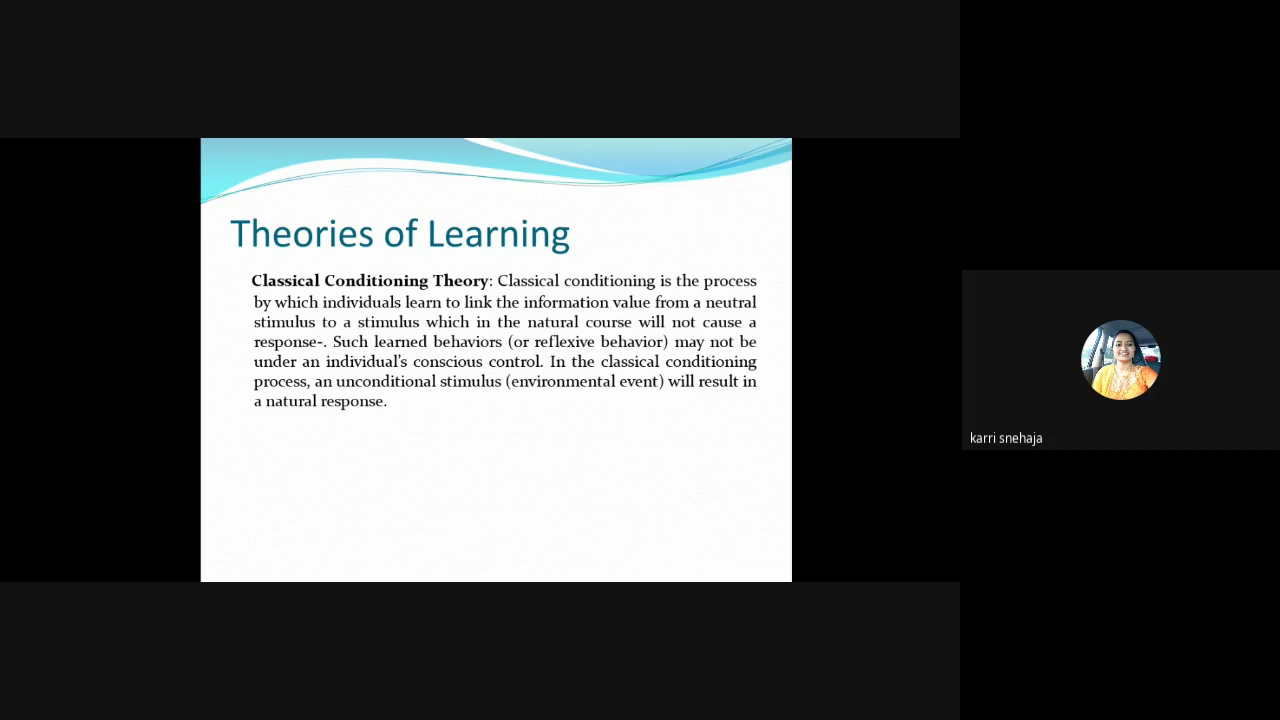 Theories of Learning
Classical Conditioning Theory: Classical conditioning is the process
by which individuals learn to link the information value from a neutral
stimulus to a stimulus which in the natural course will not cause a
response-. Such learned behaviors (or reflexive behavior) may not be
under an individual's conscious control. In the classical conditioning
process, an unconditional stimulus (environmental event) will result in
a natural response.
karri snehaja